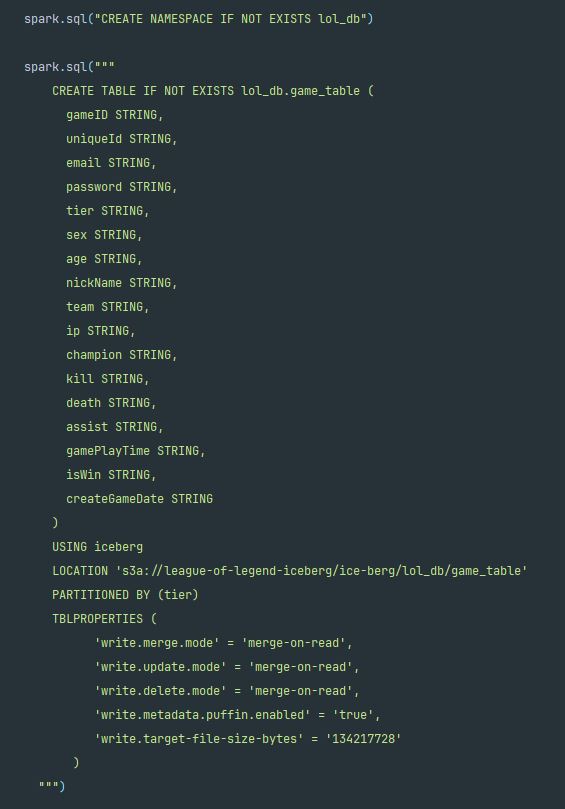 spark.sql("CREATE NAMESPACE IF NOT EXISTS lol_db")
spark.sql("""
CREATE TABLE IF NOT EXISTS lol_db.game_table (
gameID STRING,
uniqueId STRING,
email STRING,
password STRING,
tier STRING,
sex STRING,
age STRING,
nickName STRING,
team STRING,
ip STRING,
champion STRING,
kill STRING,
death STRING,
assist STRING,
gamePlayTime STRING,
isWin STRING,
createGameDate STRING
)
USING iceberg
LOCATION 's3a://league-of-legend-iceberg/ice-berg/lol_db/game_table'
PARTITIONED BY (tier)
TBLPROPERTIES (
'write.merge.mode' = 'merge-on-read',
'write.update.mode' = 'merge-on-read',
'write.delete.mode' = 'merge-on-read',
'write.metadata.puffin.enabled' = 'true',
'write.target-file-size-bytes' = '134217728'
)
""")